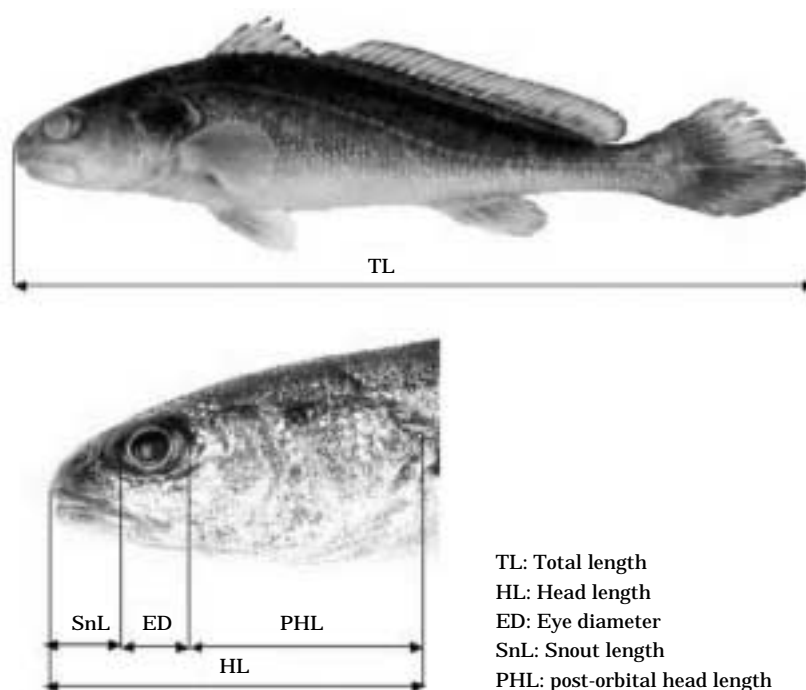 TL
SnL ED PHL
HL
TL: Total length
HL: Head length
ED: Eye diameter
SnL: Snout length
PHL: post-orbital head length